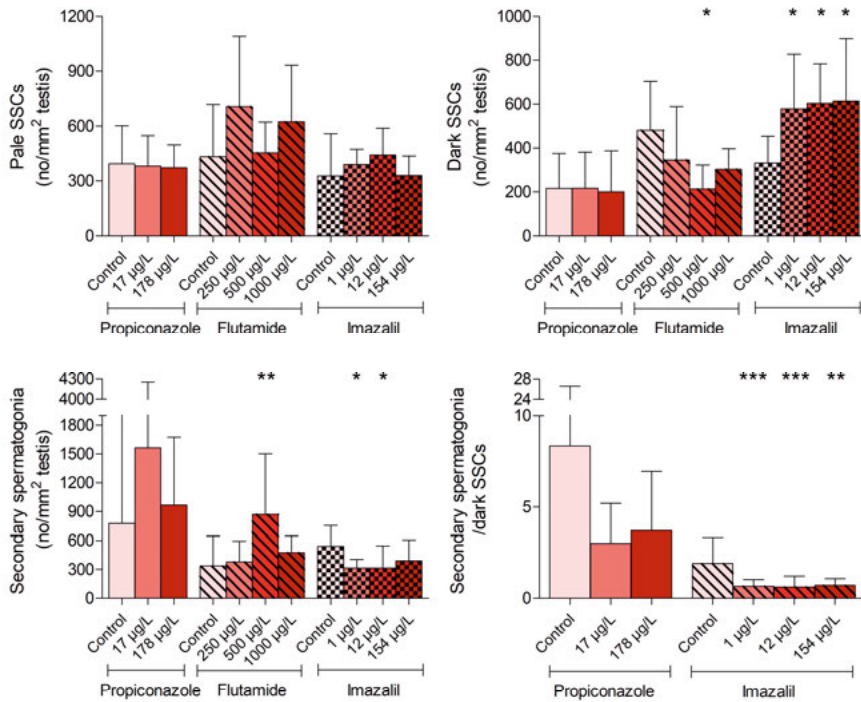 Pale SSCs
(no/mm² testis)
1200
900
600
300
0
Control
17 µg/L
178 µg/L
Control
250 µg/L
500 µg/L
1000 µg/L
Control
1 µg/L
12 µg/L
154 µg/L
Propiconazole
Flutamide
Imazalil
Dark SSCs
(no/mm² testis)
1000
800
600
400
200
0
* * * *
Control
17 µg/L
178 µg/L
Control
250 µg/L
500 µg/L
1000 µg/L
Control
1 µg/L
12 µg/L
154 µg/L
Propiconazole
Flutamide
Imazalil
Secondary spermatogonia
(no/mm² testis)
4300
4000
1800
1500
1200
900
600
300
0
** * *
Control
17 µg/L
178 µg/L
Control
250 µg/L
500 µg/L
1000 µg/L
Control
1 µg/L
12 µg/L
154 µg/L
Propiconazole
Flutamide
Imazalil
Secondary spermatogonia
/dark SSCs
28
24
10
5
0
*** *** **
Control
17 µg/L
178 µg/L
Control
1 µg/L
12 µg/L
154 µg/L
Propiconazole
Imazalil